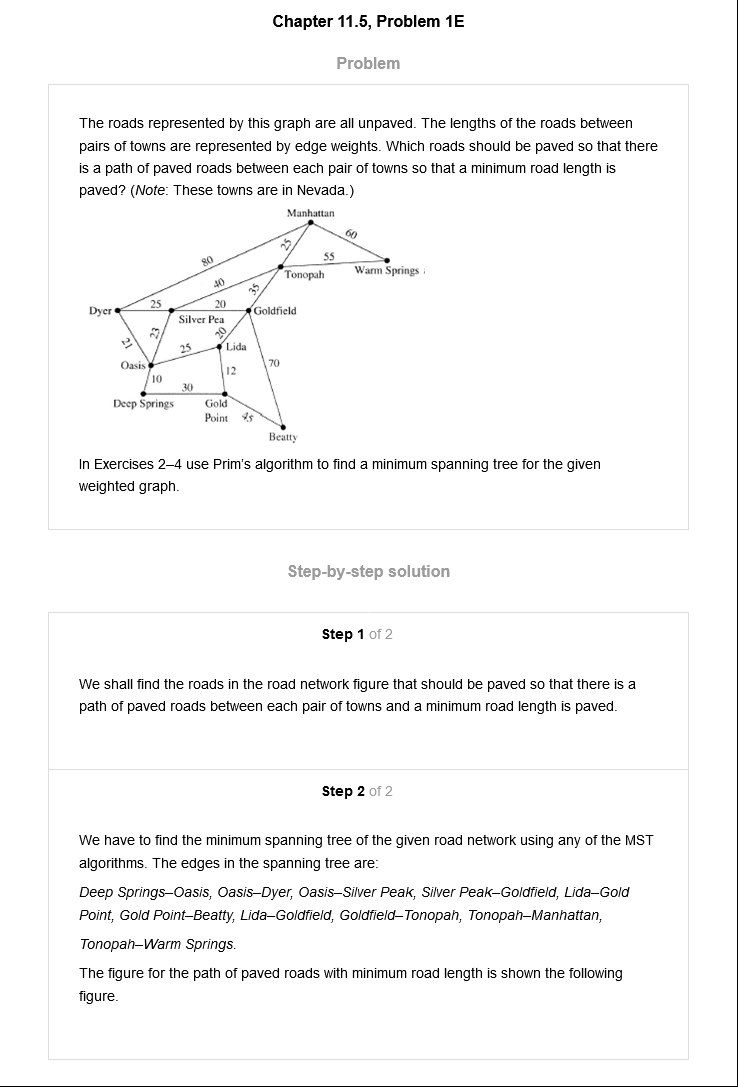 Chapter 11.5, Problem 1E
Problem
The roads represented by this graph are all unpaved. The lengths of the roads between
pairs of towns are represented by edge weights. Which roads should be paved so that there
is a path of paved roads between each pair of towns so that a minimum road length is
paved? (Note: These towns are in Nevada.)
Manhattan
60
25
80
55
Tonopah
Warm Springs
40
35
25
20
Dyer
Silver Pea
Goldfield
21
23
20
25
Lida
Oasis
70
10
12
30
Deep Springs
Gold
Point
45
Beatty
In Exercises 2–4 use Prim's algorithm to find a minimum spanning tree for the given
weighted graph.
Step-by-step solution
Step 1 of 2
We shall find the roads in the road network figure that should be paved so that there is a
path of paved roads between each pair of towns and a minimum road length is paved.
Step 2 of 2
We have to find the minimum spanning tree of the given road network using any of the MST
algorithms. The edges in the spanning tree are:
Deep Springs–Oasis, Oasis–Dyer, Oasis–Silver Peak, Silver Peak–Goldfield, Lida–Gold
Point, Gold Point–Beatty, Lida–Goldfield, Goldfield–Tonopah, Tonopah–Manhattan,
Tonopah–Warm Springs.
The figure for the path of paved roads with minimum road length is shown the following
figure.